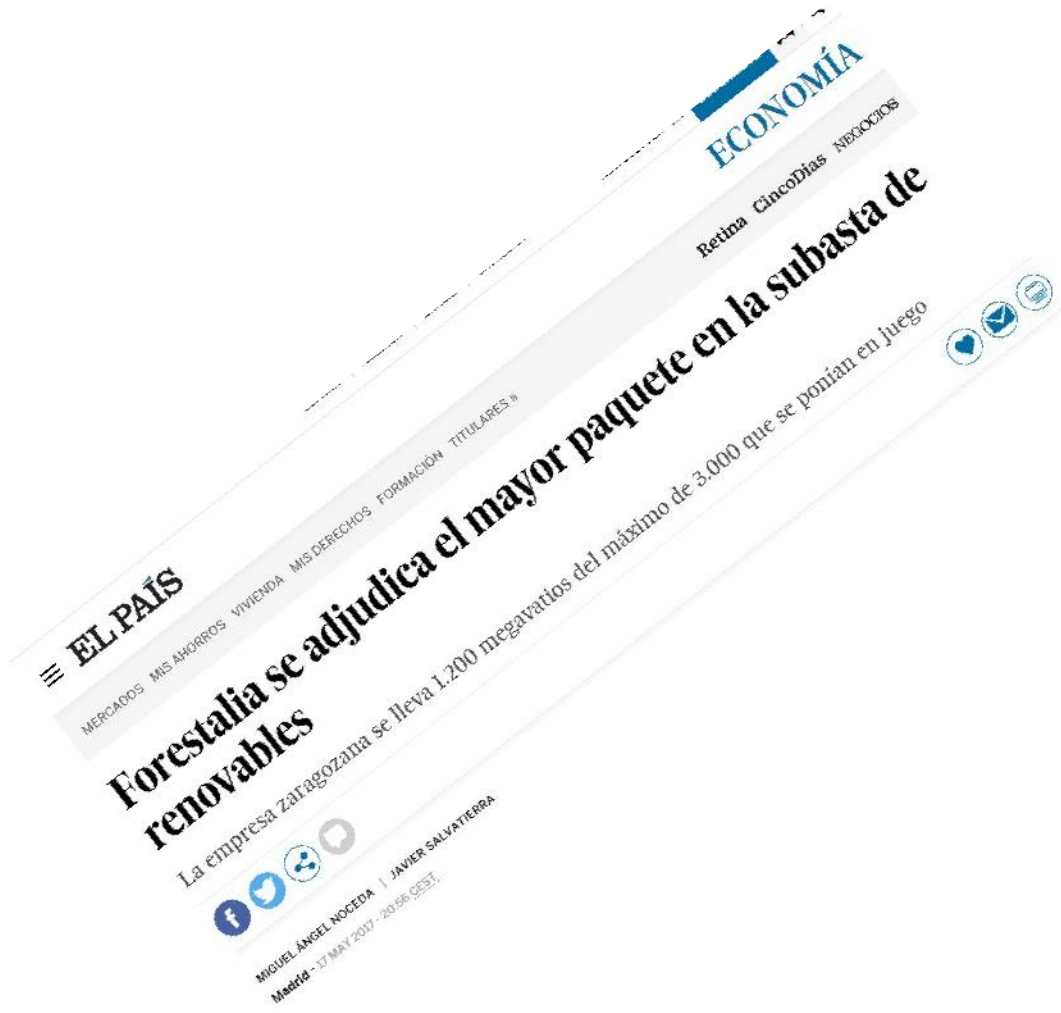 EL PAÍS
ECONOMÍA
MERCADOS MIS AHORROS VIVIENDA MIS DERECHOS FORMACIÓN TITULARES » Retina CincoDías NEGOCIOS
Forestalia se adjudica el mayor paquete en la subasta de
renovables
La empresa zaragozana se lleva 1.200 megavatios del máximo de 3.000 que se ponían en juego
MIGUEL ÁNGEL NOCEDA | JAVIER SALVATIERRA
Madrid - 17 MAY 2017 - 20:56 CEST